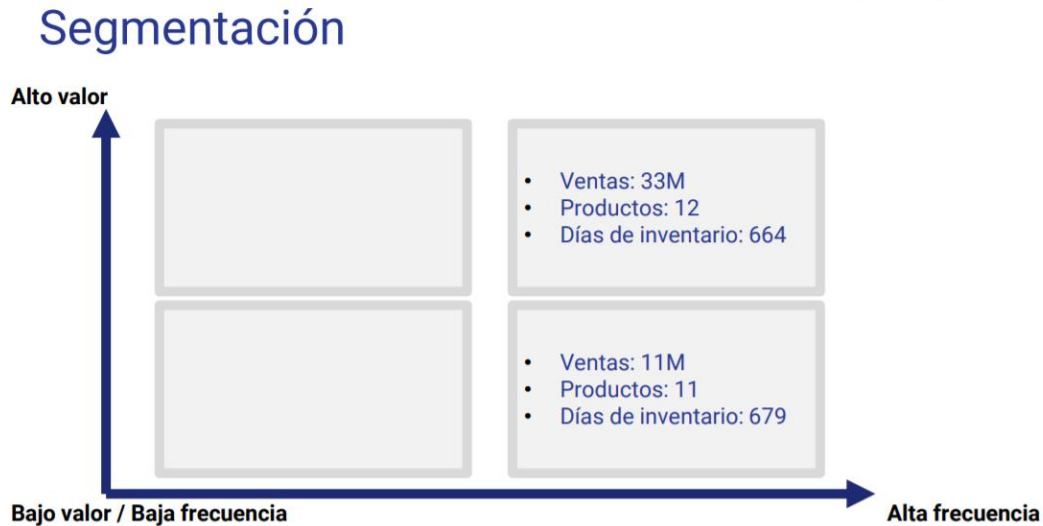 Segmentación
Alto valor
• Ventas: 33M
• Productos: 12
• Días de inventario: 664
• Ventas: 11M
• Productos: 11
• Días de inventario: 679
Bajo valor / Baja frecuencia
Alta frecuencia